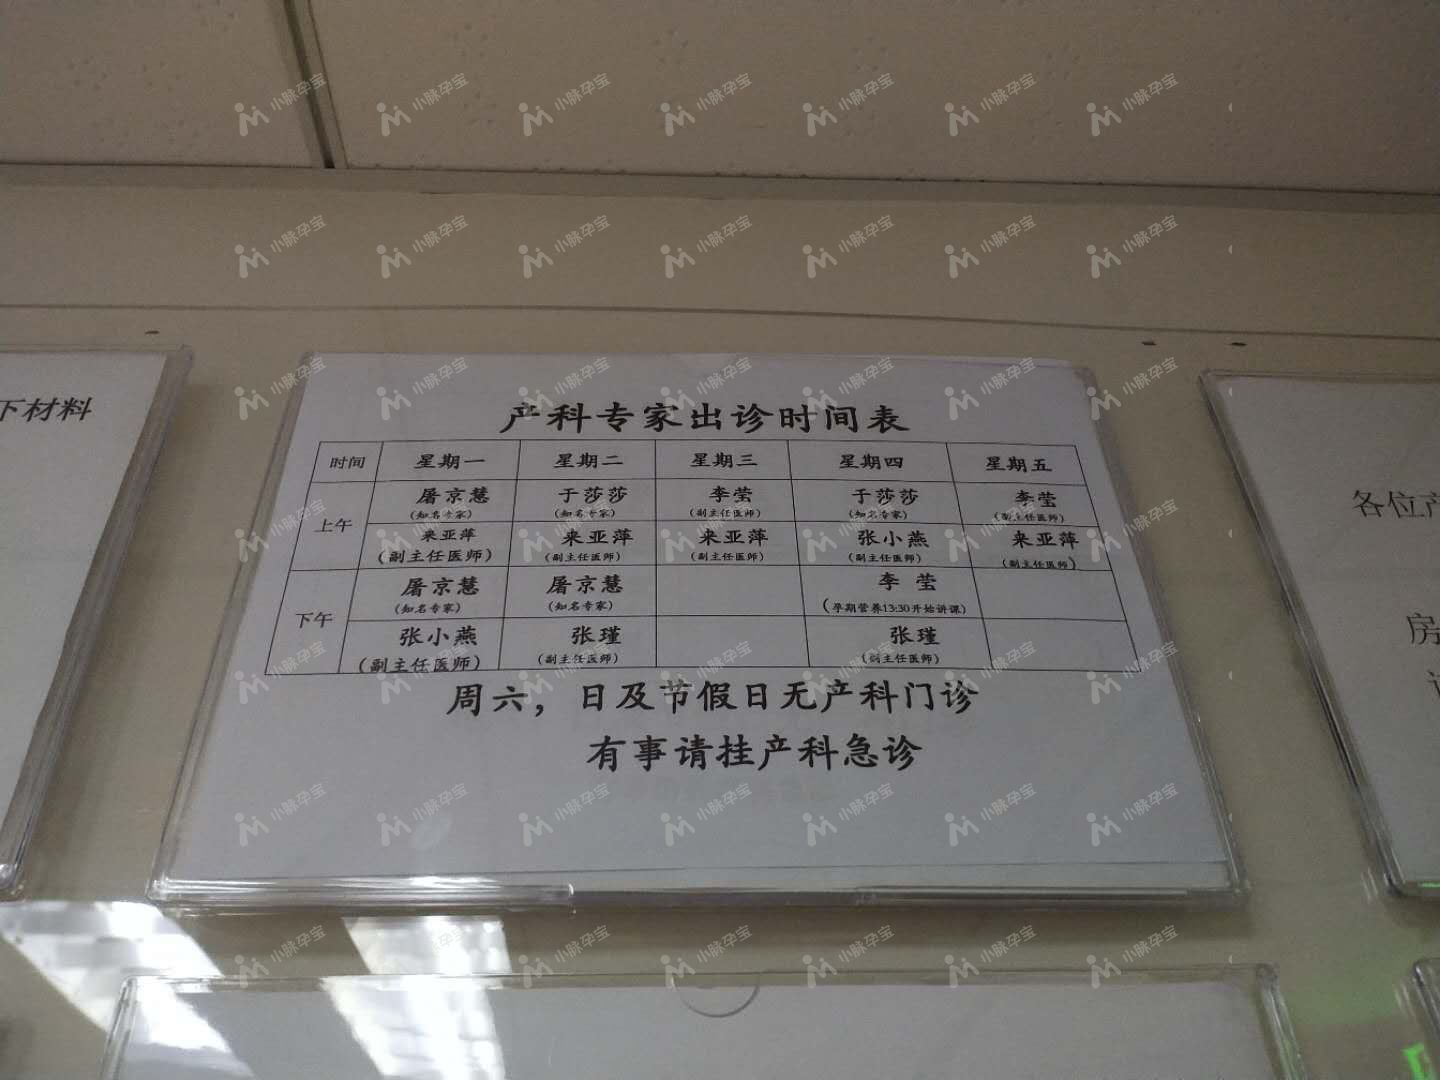 下材料
产科专家出诊时间表
时间 星期一 星期二 星期三 星期四 星期五
上午
屠京慧 于莎莎 李莹 于莎莎 李莹
(知名专家) (知名专家) (副主任医师) (知名专家) (副主任医师)
来亚萍 来亚萍 来亚萍 张小燕 来亚萍
(副主任医师) (副主任医师) (副主任医师) (副主任医师) (副主任医师)
下午
屠京慧 屠京慧 李 莹
(知名专家) (知名专家) (孕期营养13:30开始讲课)
张小燕 张瑾 张瑾
(副主任医师) (副主任医师) (副主任医师)
周六，日及节假日无产科门诊
有事请挂产科急诊
各位产
房
小脉孕宝